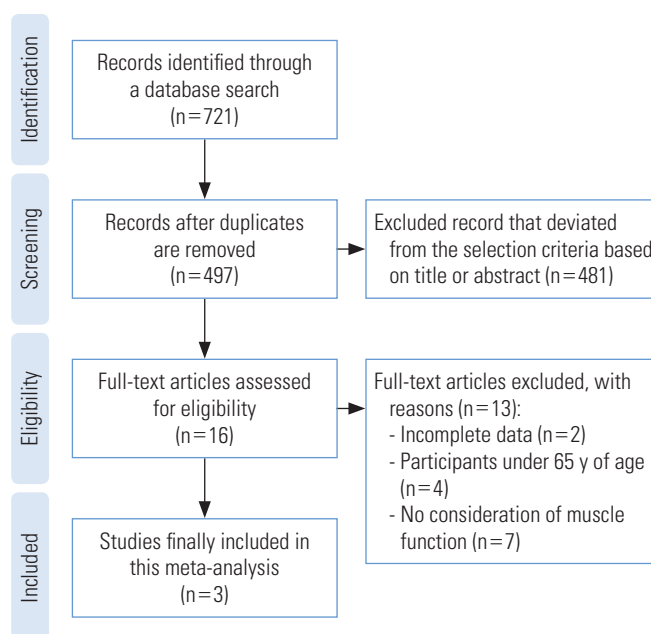 Identification
Records identified through
a database search
(n=721)
Screening
Records after duplicates
are removed
(n=497)
Excluded record that deviated
from the selection criteria based
on title or abstract (n=481)
Eligibility
Full-text articles assessed
for eligibility
(n=16)
Full-text articles excluded, with
reasons (n=13):
- Incomplete data (n=2)
- Participants under 65 y of age
(n=4)
- No consideration of muscle
function (n=7)
Included
Studies finally included in
this meta-analysis
(n=3)